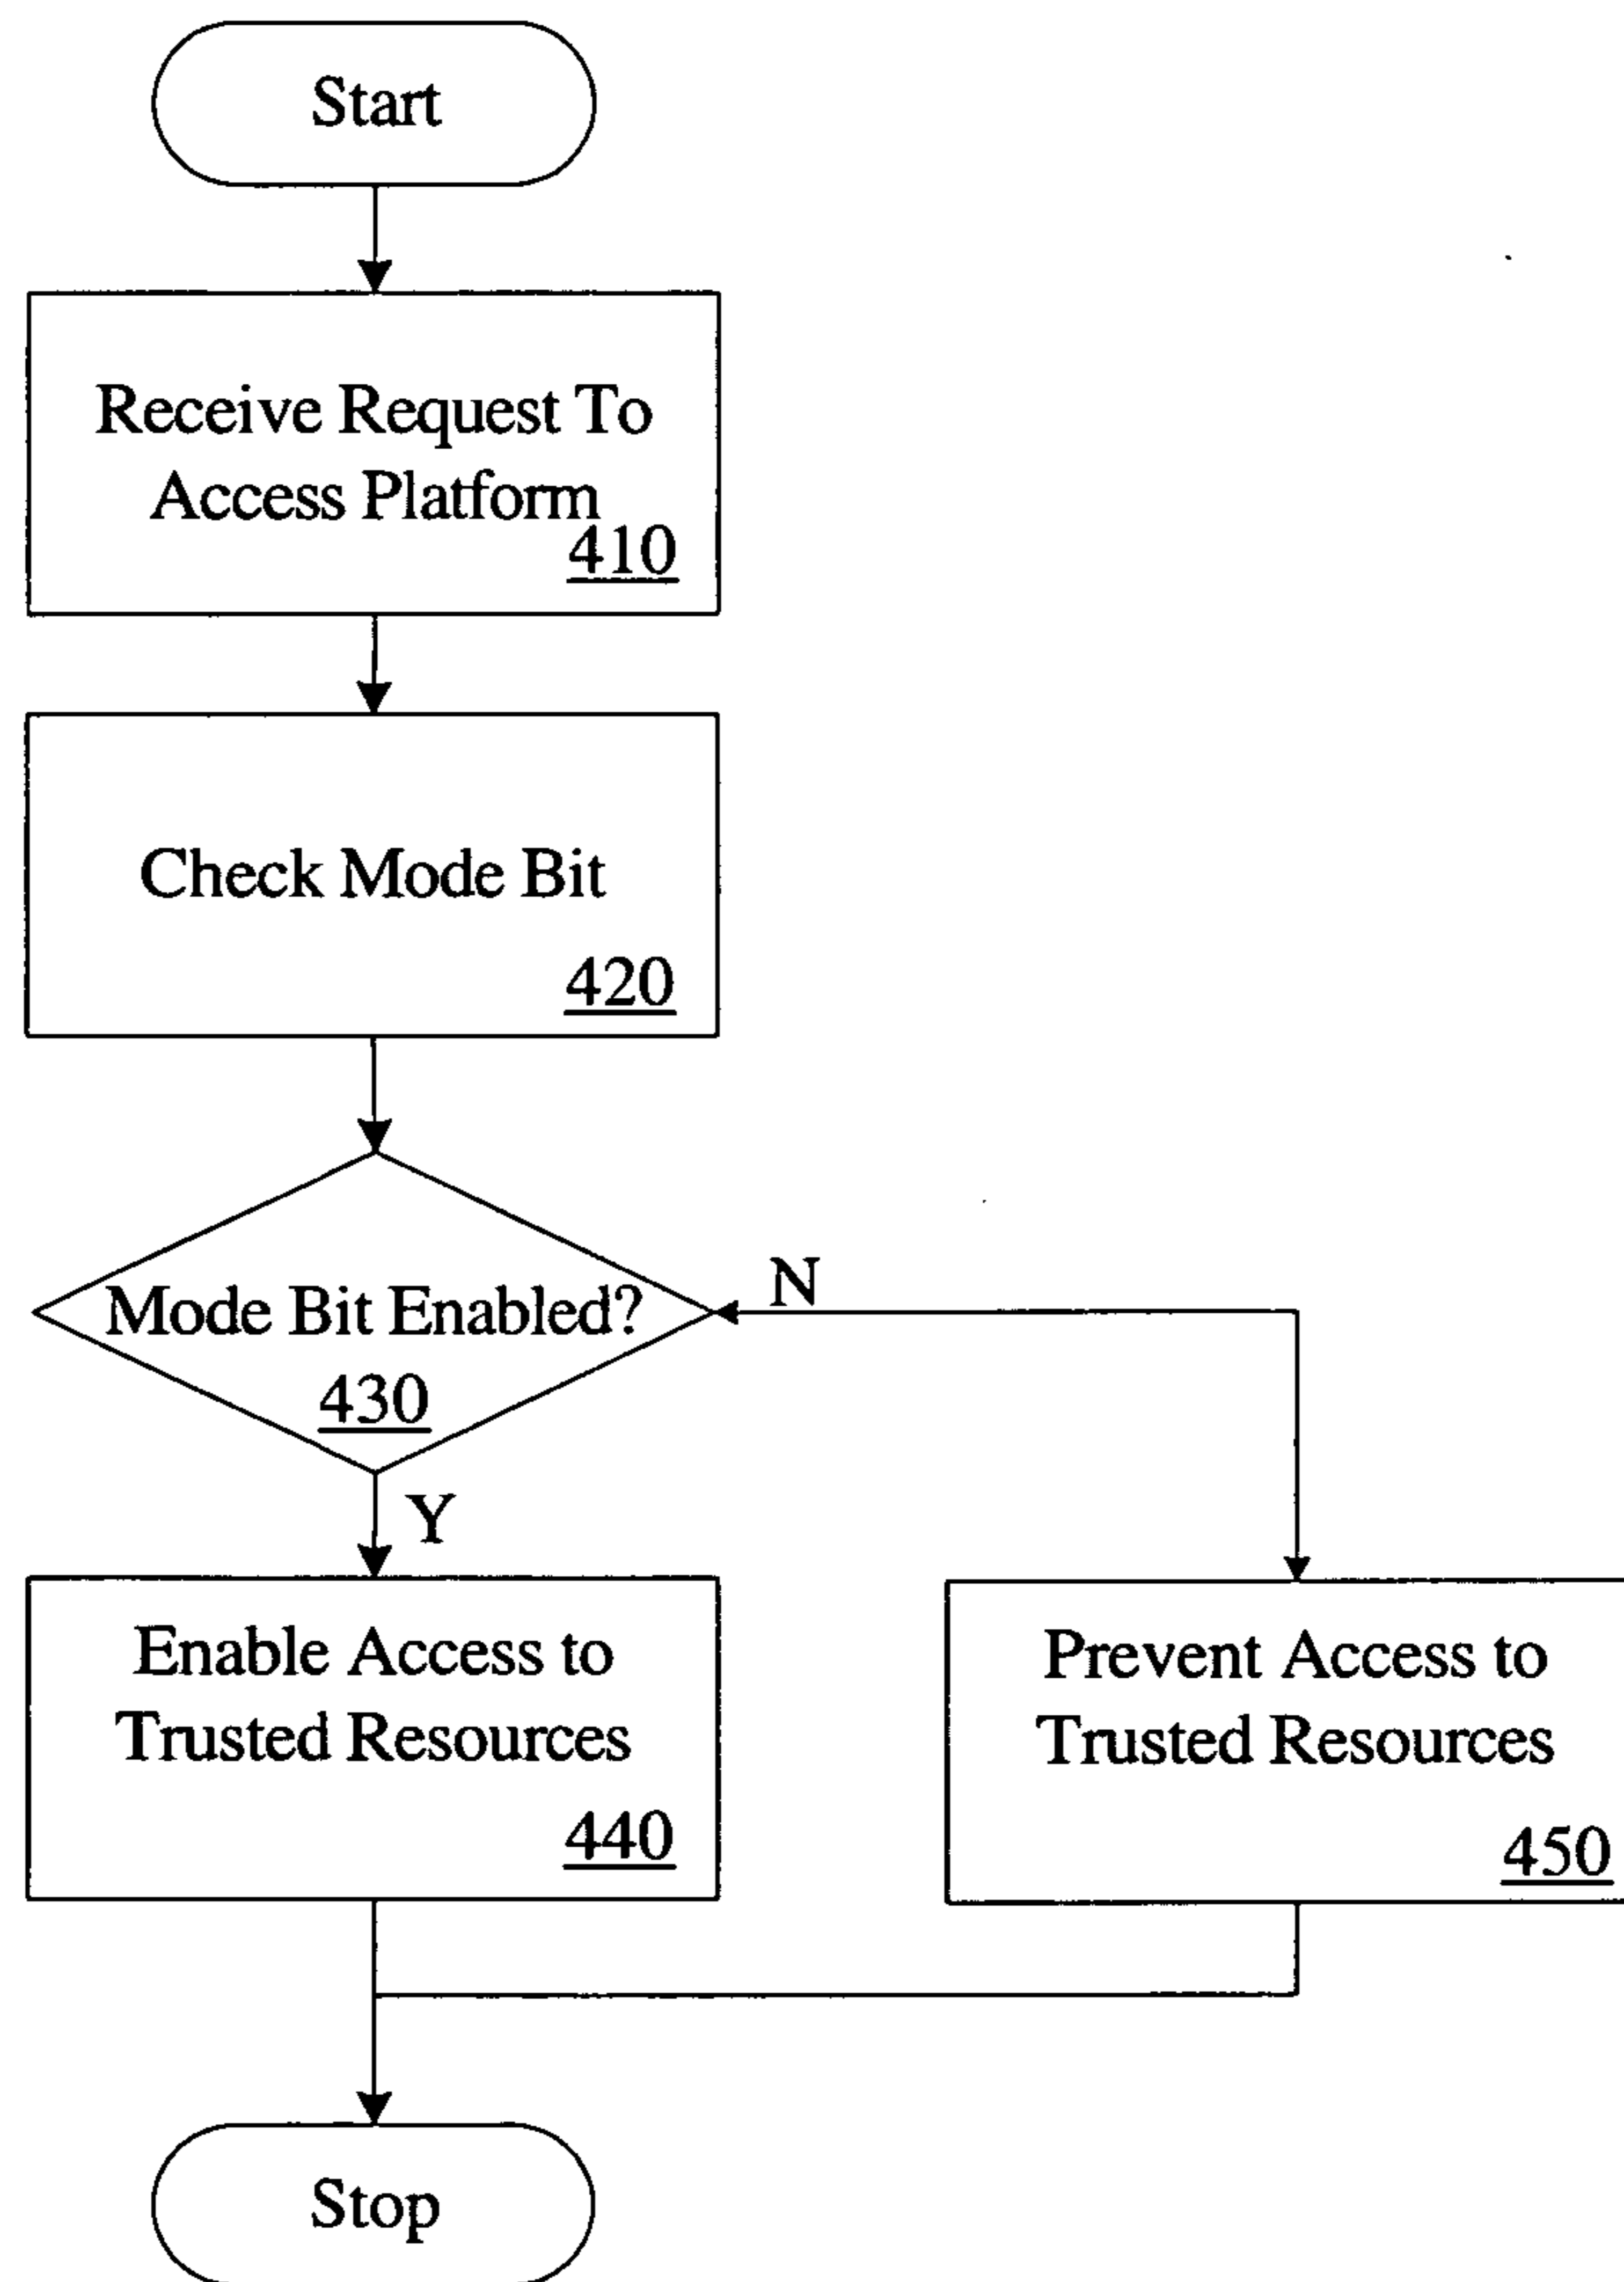 Start
Receive Request To
Access Platform
410
Check Mode Bit
420
Mode Bit Enabled?
430
N
Y
Enable Access to
Trusted Resources
440
Prevent Access to
Trusted Resources
450
Stop